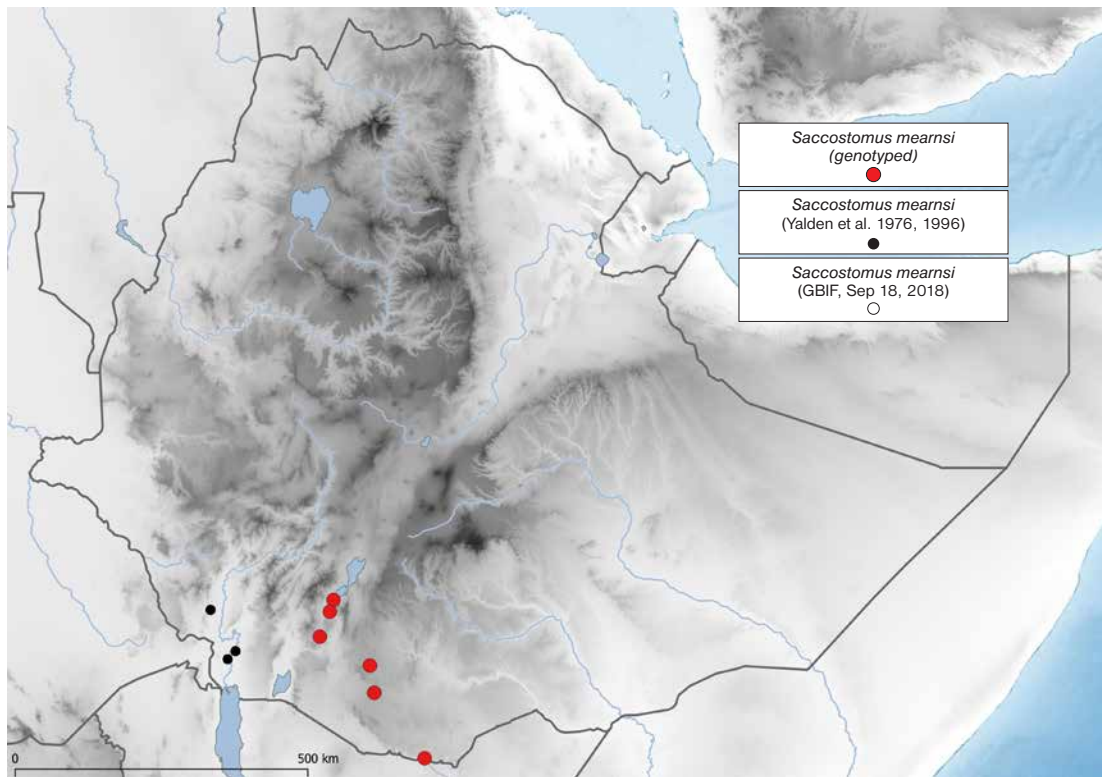 Saccostomus mearnsi
(genotyped)
Saccostomus mearnsi
(Yalden et al. 1976, 1996)
Saccostomus mearnsi
(GBIF, Sep 18, 2018)
0
500 km